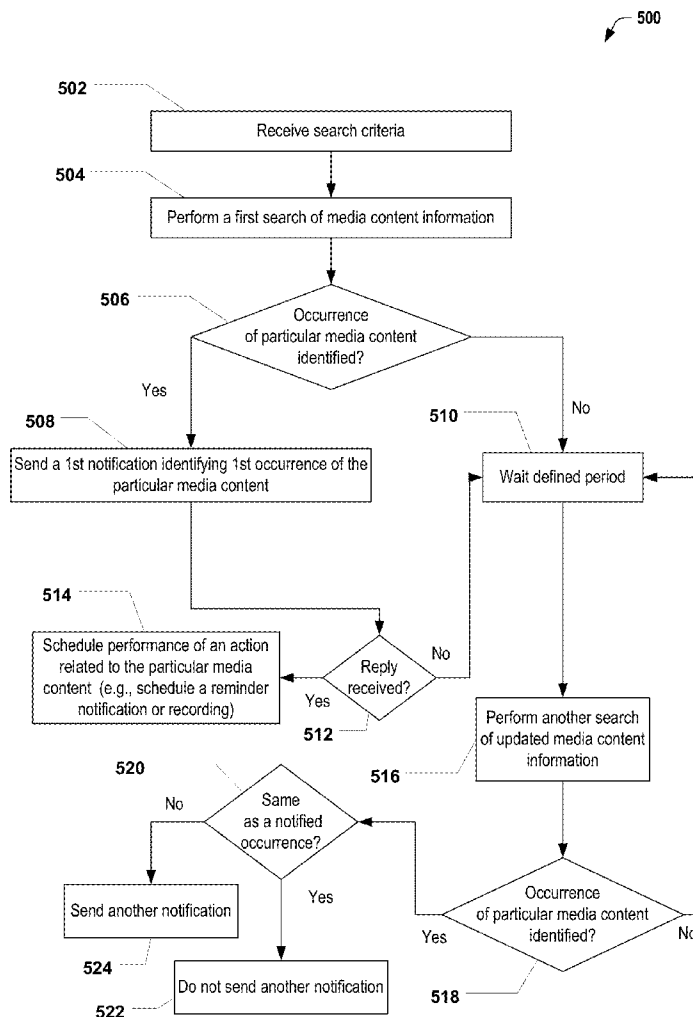 500
502
Receive search criteria
504
Perform a first search of media content information
506
Occurrence
of particular media content
identified?
Yes
No
508
510
Send a 1st notification identifying 1st occurrence of the
particular media content
Wait defined period
514
Schedule performance of an action
related to the particular media
content (e.g., schedule a reminder
notification or recording)
Yes
Reply
received?
No
512
Perform another search
of updated media content
information
516
520
Same
as a notified
occurrence?
No
Yes
Send another notification
524
Do not send another notification
522
Occurrence
of particular media content
identified?
Yes
No
518